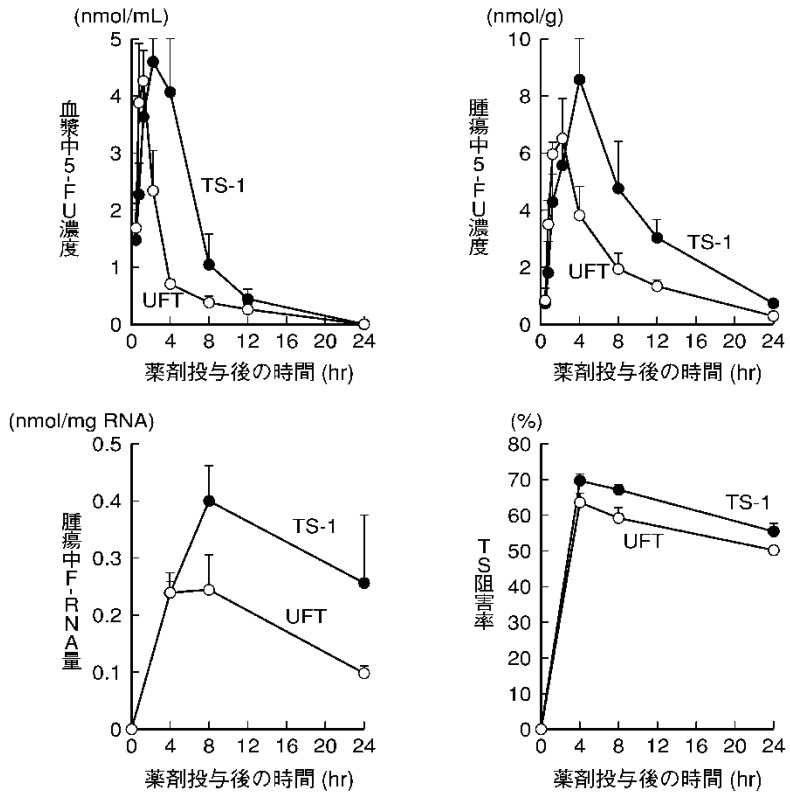 (nmol/mL)
5
4
3
2
1
0
血漿中5-FU濃度
TS-1
UFT
0 4 8 12 16 20 24
薬剤投与後の時間 (hr)
(nmol/g)
10
8
6
4
2
0
腫瘍中5-FU濃度
TS-1
UFT
0 4 8 12 16 20 24
薬剤投与後の時間 (hr)
(nmol/mg RNA)
0.5
0.4
0.3
0.2
0.1
0
腫瘍中F-RNA量
TS-1
UFT
0 4 8 12 16 20 24
薬剤投与後の時間 (hr)
(%)
80
70
60
50
40
30
20
10
0
TS阻害率
TS-1
UFT
0 4 8 12 16 20 24
薬剤投与後の時間 (hr)